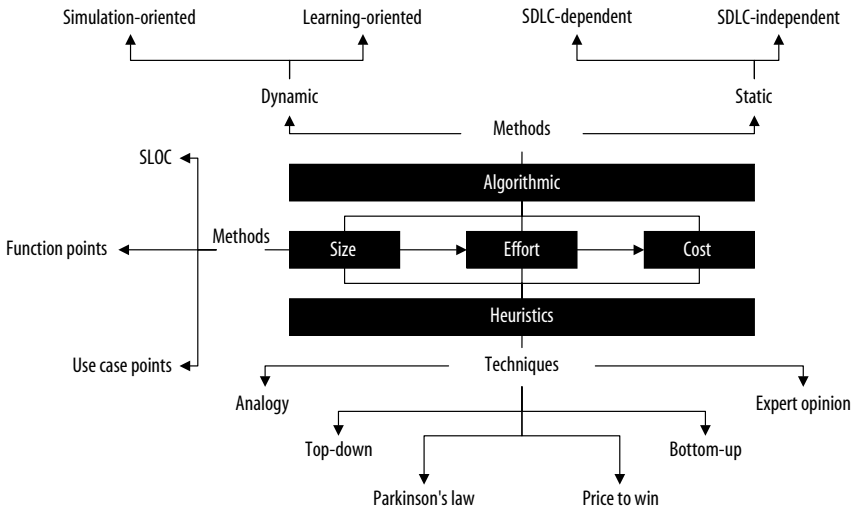 Simulation-oriented
Learning-oriented
SDLC-dependent
SDLC-independent
Dynamic
Static
Methods
SLOC
Algorithmic
Function points
Methods
Size
Effort
Cost
Heuristics
Use case points
Techniques
Analogy
Expert opinion
Top-down
Bottom-up
Parkinson's law
Price to win